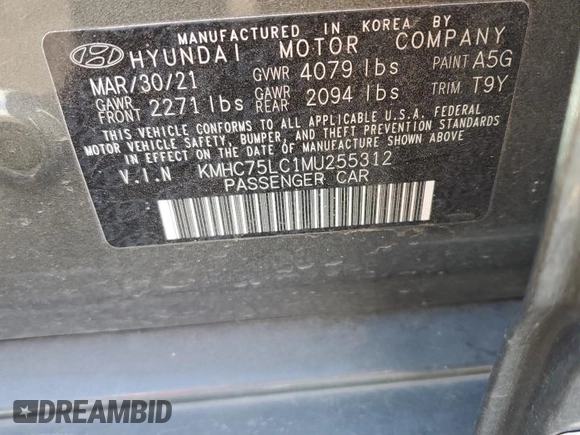 MANUFACTURED IN KOREA BY
HYUNDAI MOTOR COMPANY
MAR/30/21 GVWR 4079 lbs PAINT A5G
GAWR FRONT 2271 lbs GAWR REAR 2094 lbs TRIM T9Y
THIS VEHICLE CONFORMS TO ALL APPLICABLE U.S.A. FEDERAL
MOTOR VEHICLE SAFETY, BUMPER, AND THEFT PREVENTION STANDARDS
IN EFFECT ON THE DATE OF MANUFACTURE SHOWN ABOVE
V.I.N KMHC75LC1MU255312
PASSENGER CAR
DREAMBID